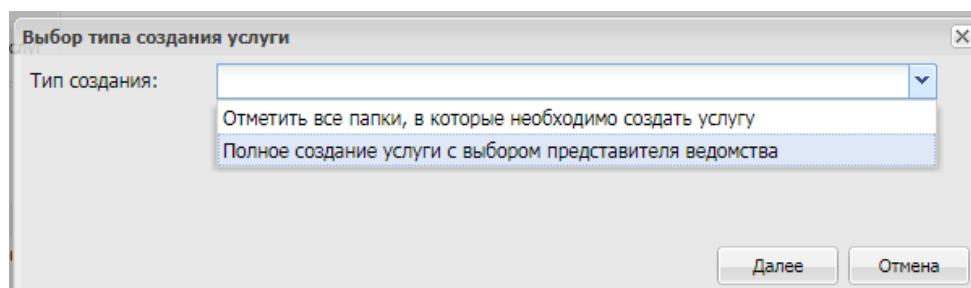 Выбор типа создания услуги
Тип создания:
Отметить все папки, в которые необходимо создать услугу
Полное создание услуги с выбором представителя ведомства
Далее
Отмена